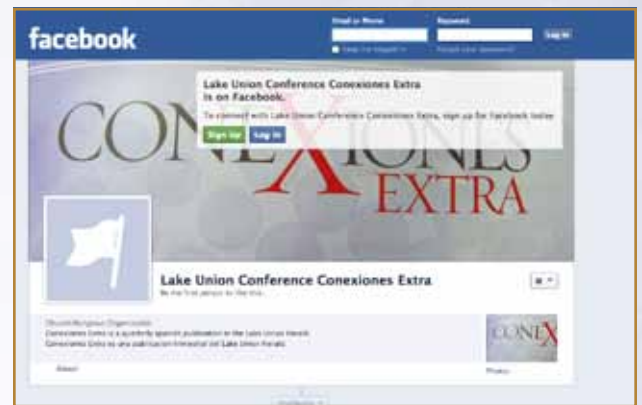 Email or Phone
Password
facebook
Log In
Keep me logged in
Forgot your password?
Lake Union Conference Conexiones Extra
is on Facebook.
To connect with Lake Union Conference Conexiones Extra, sign up for Facebook today.
Sign Up
Log In
CONEXIONES
EXTRA
Lake Union Conference Conexiones Extra
Be the first person to like this.
Church/Religious Organization
Conexiones Extra is a quarterly spanish publication in the Lake Union Herald.
Conexiones Extra es una publicacion trimestral del Lake Union Herald.
About
CONEX
Photos